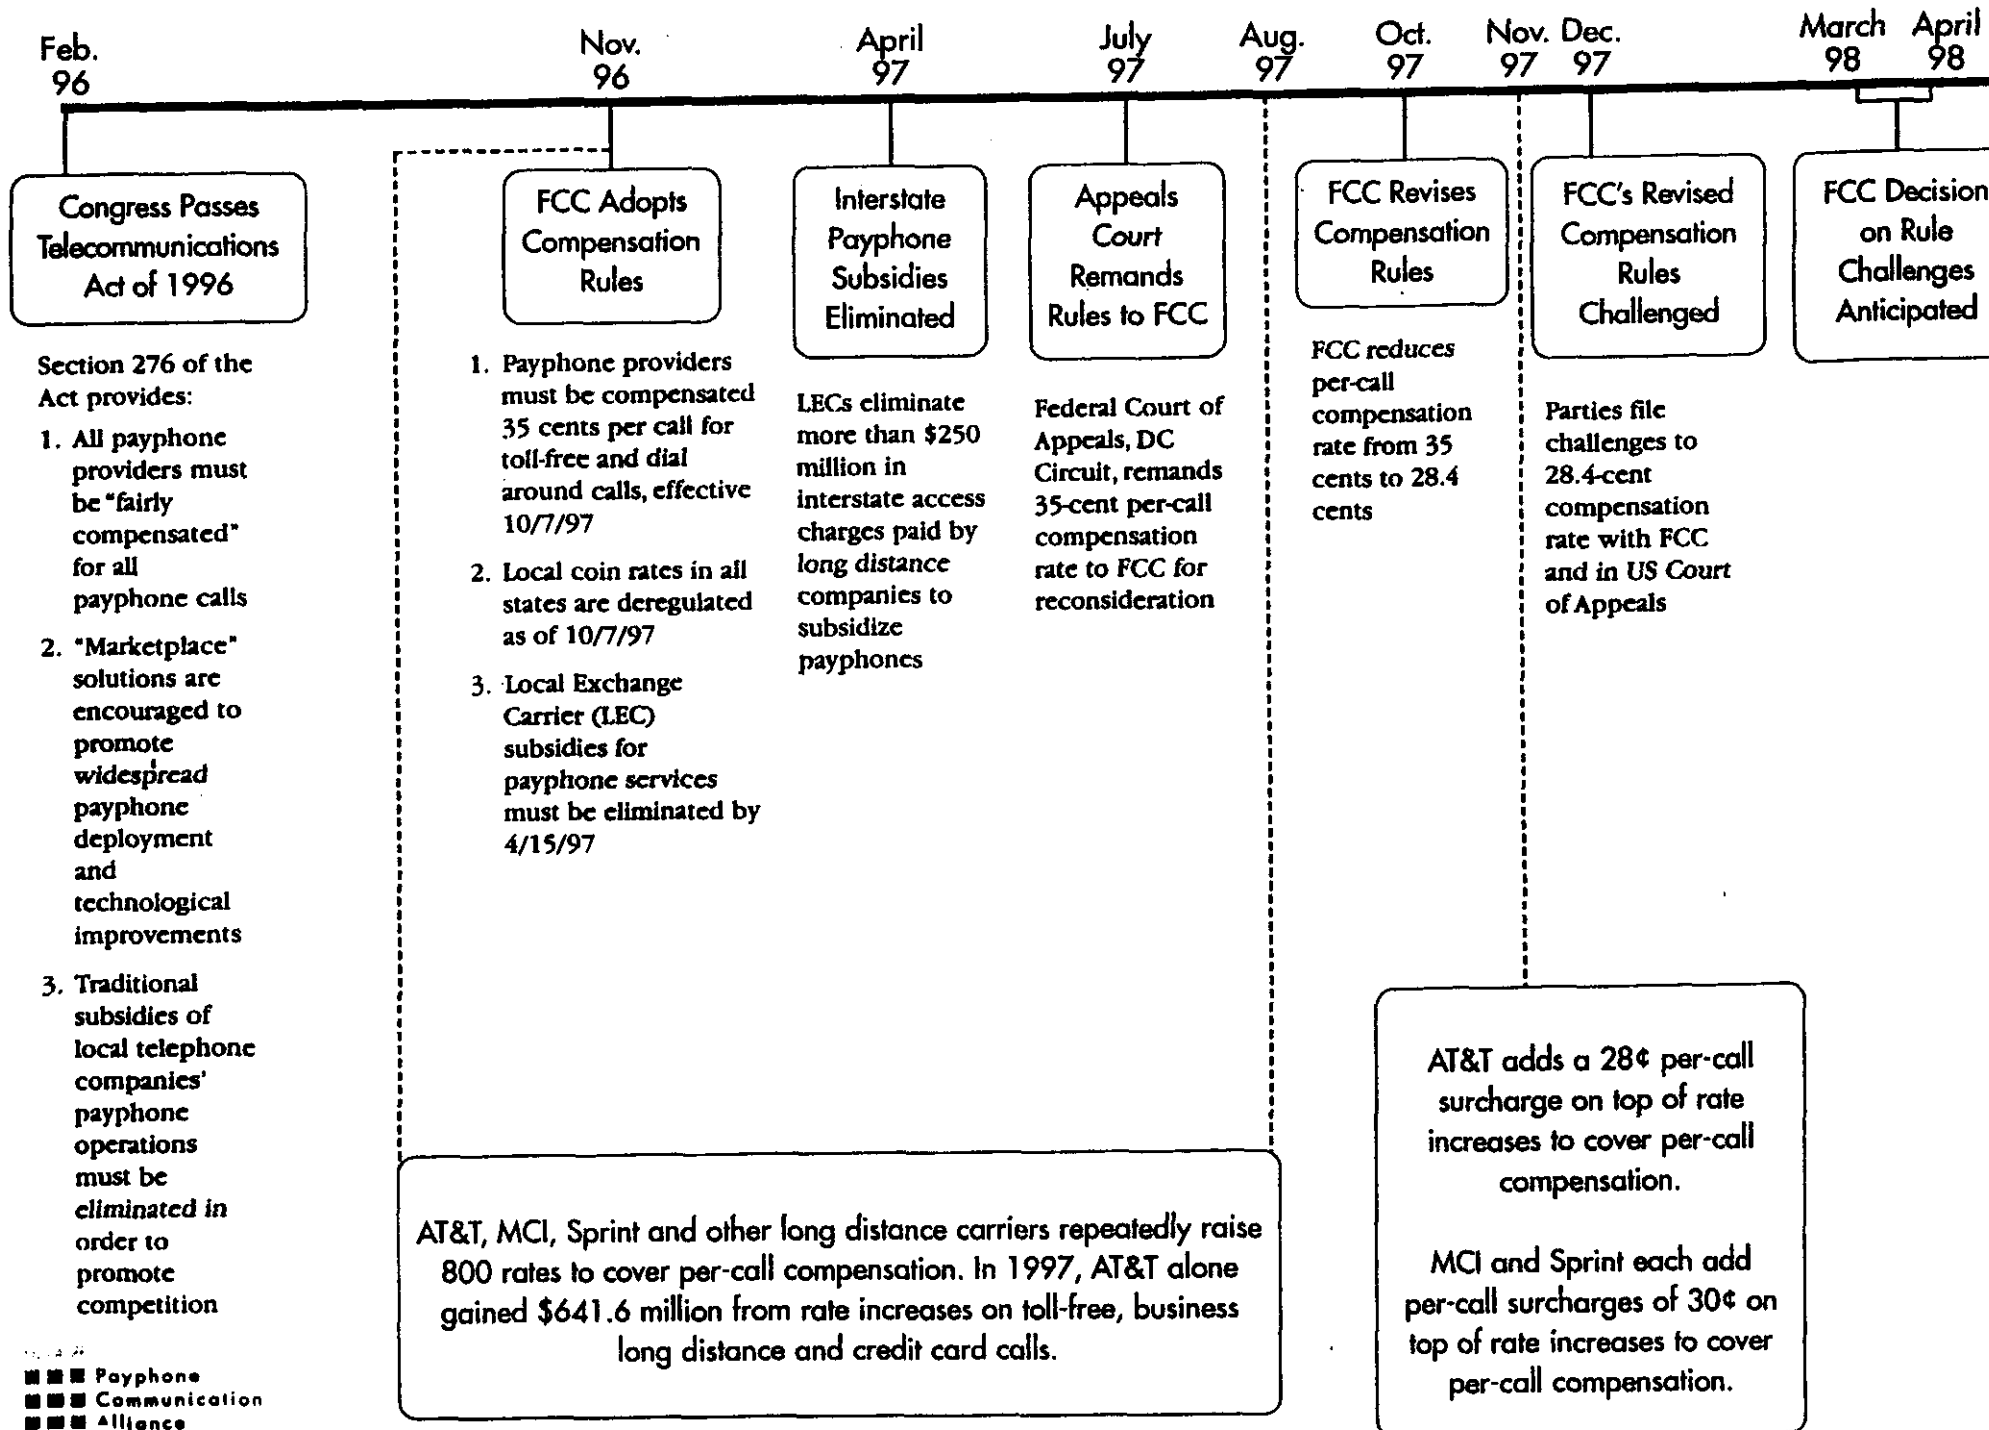 Feb.
96
Nov.
96
April
97
July
97
Aug.
97
Oct.
97
Nov.
97
Dec.
97
March
98
April
98
Congress Passes
Telecommunications
Act of 1996
Section 276 of the
Act provides:
1. All payphone
providers must
be "fairly
compensated"
for all
payphone calls
2. "Marketplace"
solutions are
encouraged to
promote
widespread
payphone
deployment
and
technological
improvements
3. Traditional
subsidies of
local telephone
companies'
payphone
operations
must be
eliminated in
order to
promote
competition
FCC Adopts
Compensation
Rules
1. Payphone providers
must be compensated
35 cents per call for
toll-free and dial
around calls, effective
10/7/97
2. Local coin rates in all
states are deregulated
as of 10/7/97
3. Local Exchange
Carrier (LEC)
subsidies for
payphone services
must be eliminated by
4/15/97
Interstate
Payphone
Subsidies
Eliminated
LECs eliminate
more than $250
million in
interstate access
charges paid by
long distance
companies to
subsidize
payphones
Appeals
Court
Remands
Rules to FCC
Federal Court of
Appeals, DC
Circuit, remands
35-cent per-call
compensation
rate to FCC for
reconsideration
FCC Revises
Compensation
Rules
FCC reduces
per-call
compensation
rate from 35
cents to 28.4
cents
FCC's Revised
Compensation
Rules
Challenged
Parties file
challenges to
28.4-cent
compensation
rate with FCC
and in US Court
of Appeals
FCC Decision
on Rule
Challenges
Anticipated
AT&T, MCI, Sprint and other long distance carriers repeatedly raise
800 rates to cover per-call compensation. In 1997, AT&T alone
gained $641.6 million from rate increases on toll-free, business
long distance and credit card calls.
AT&T adds a 28¢ per-call
surcharge on top of rate
increases to cover per-call
compensation.
MCI and Sprint each add
per-call surcharges of 30¢ on
top of rate increases to cover
per-call compensation.
Payphone
Communication
Alliance